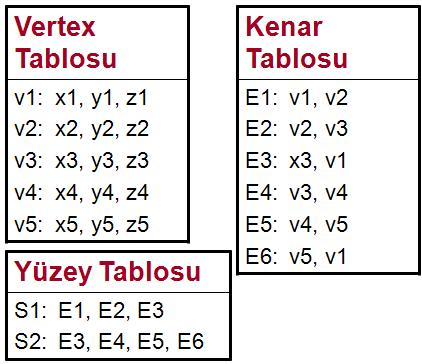 Vertex
Tablosu
v1: x1, y1, z1
v2: x2, y2, z2
v3: x3, y3, z3
v4: x4, y4, z4
v5: x5, y5, z5
Kenar
Tablosu
E1: v1, v2
E2: v2, v3
E3: x3, v1
E4: v3, v4
E5: v4, v5
E6: v5, v1
Yüzey Tablosu
S1: E1, E2, E3
S2: E3, E4, E5, E6